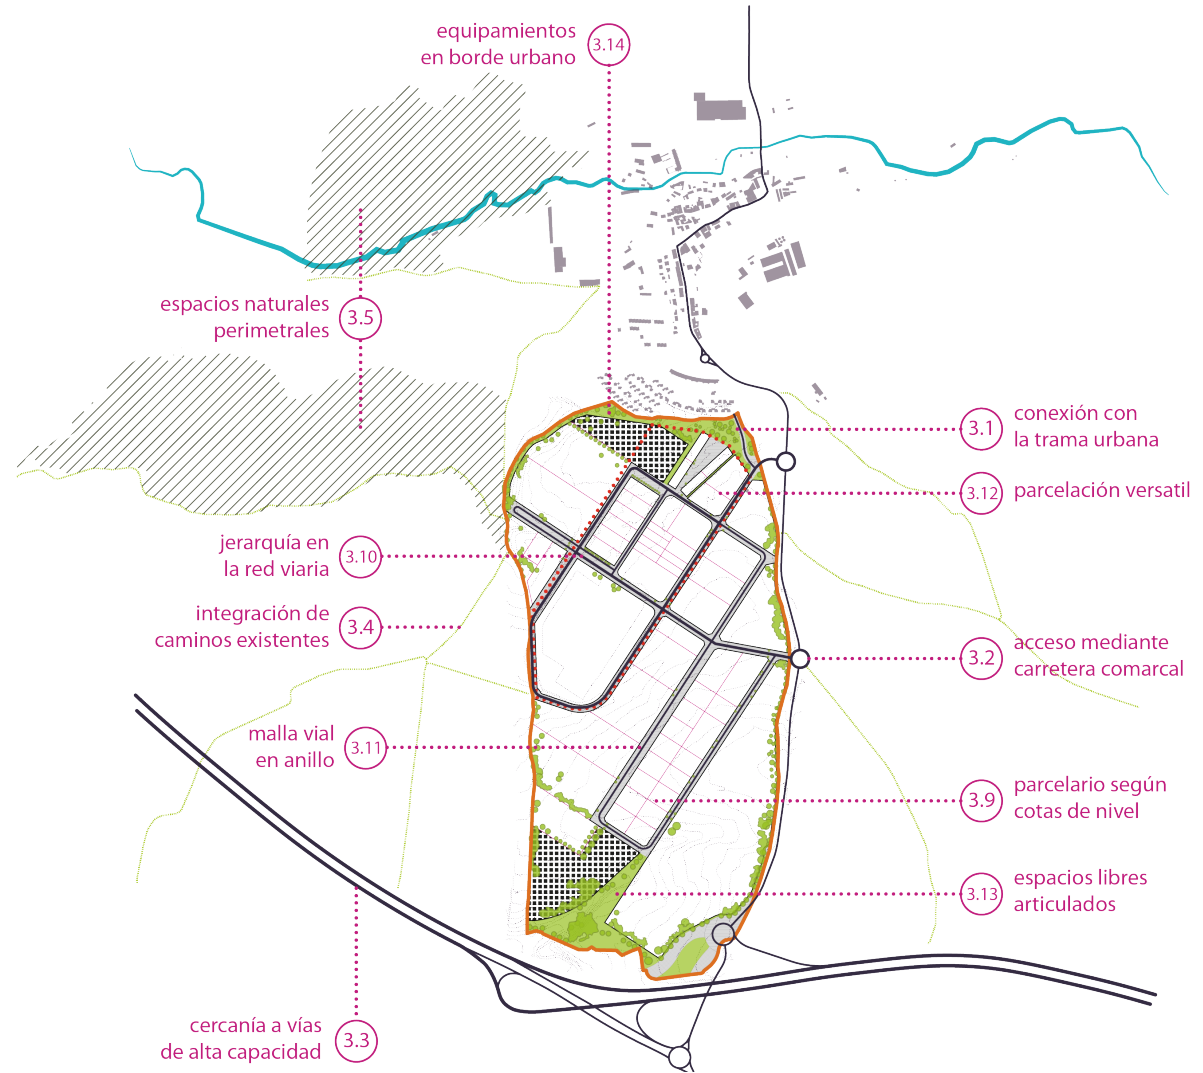 equipamientos
en borde urbano
3.14
espacios naturales
perimetrales
3.5
conexión con
la trama urbana
3.1
parcelación versatil
3.12
jerarquía en
la red viaria
3.10
integración de
caminos existentes
3.4
acceso mediante
carretera comarcal
3.2
malla vial
en anillo
3.11
parcelario según
cotas de nivel
3.9
espacios libres
articulados
3.13
cercanía a vías
de alta capacidad
3.3